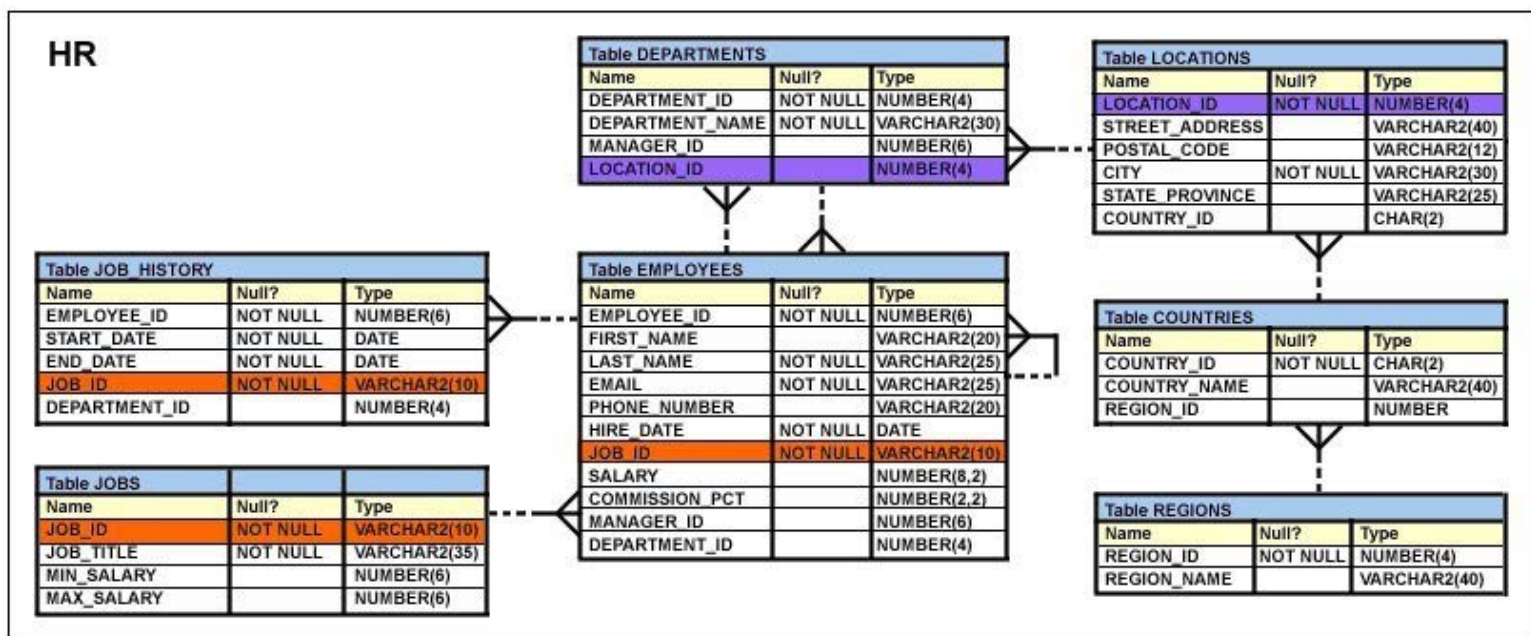 HR
Table DEPARTMENTS
Name Null? Type
DEPARTMENT_ID NOT NULL NUMBER(4)
DEPARTMENT_NAME NOT NULL VARCHAR2(30)
MANAGER_ID NUMBER(6)
LOCATION_ID NUMBER(4)
Table LOCATIONS
Name Null? Type
LOCATION_ID NOT NULL NUMBER(4)
STREET_ADDRESS VARCHAR2(40)
POSTAL_CODE VARCHAR2(12)
CITY NOT NULL VARCHAR2(30)
STATE_PROVINCE VARCHAR2(25)
COUNTRY_ID CHAR(2)
Table JOB_HISTORY
Name Null? Type
EMPLOYEE_ID NOT NULL NUMBER(6)
START_DATE NOT NULL DATE
END_DATE NOT NULL DATE
JOB_ID NOT NULL VARCHAR2(10)
DEPARTMENT_ID NUMBER(4)
Table EMPLOYEES
Name Null? Type
EMPLOYEE_ID NOT NULL NUMBER(6)
FIRST_NAME VARCHAR2(20)
LAST_NAME NOT NULL VARCHAR2(25)
EMAIL NOT NULL VARCHAR2(25)
PHONE_NUMBER VARCHAR2(20)
HIRE_DATE NOT NULL DATE
JOB_ID NOT NULL VARCHAR2(10)
SALARY NUMBER(8,2)
COMMISSION_PCT NUMBER(2,2)
MANAGER_ID NUMBER(6)
DEPARTMENT_ID NUMBER(4)
Table COUNTRIES
Name Null? Type
COUNTRY_ID NOT NULL CHAR(2)
COUNTRY_NAME VARCHAR2(40)
REGION_ID NUMBER
Table JOBS
Name Null? Type
JOB_ID NOT NULL VARCHAR2(10)
JOB_TITLE NOT NULL VARCHAR2(35)
MIN_SALARY NUMBER(6)
MAX_SALARY NUMBER(6)
Table REGIONS
Name Null? Type
REGION_ID NOT NULL NUMBER(4)
REGION_NAME VARCHAR2(40)